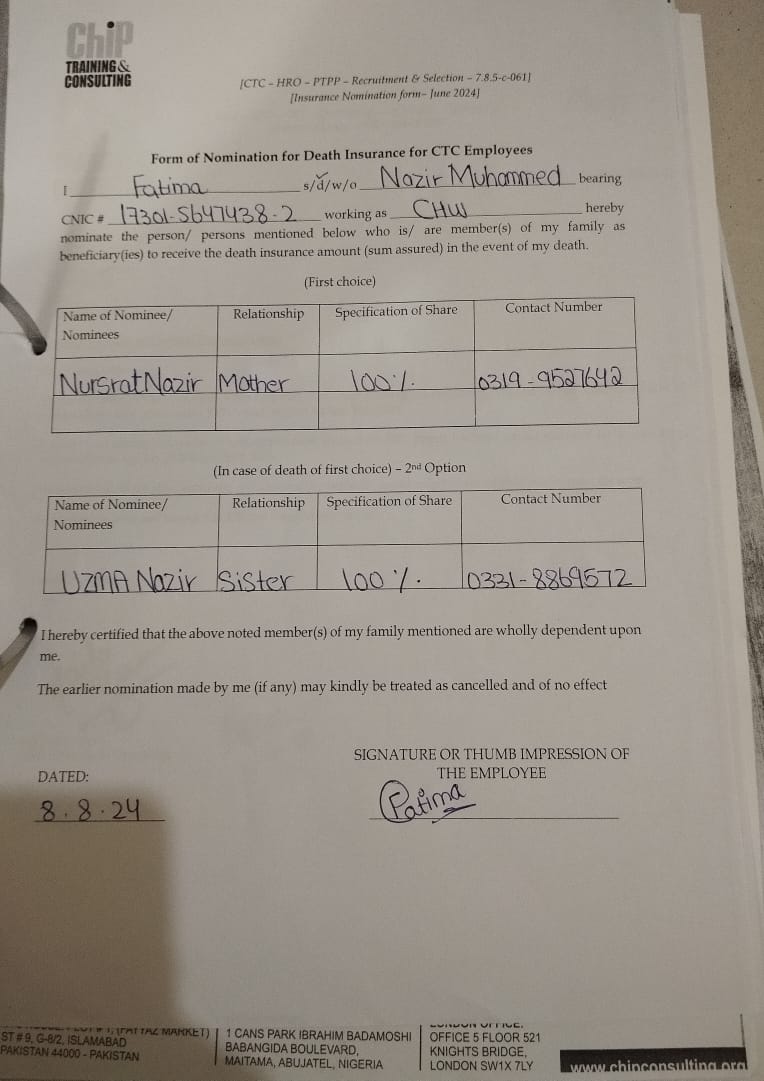 ChiP
TRAINING &
CONSULTING
[CTC – HRO – PTPP – Recruitment & Selection – 7.8.5-c-061]
[Insurance Nomination form– June 2024]
Form of Nomination for Death Insurance for CTC Employees
I Fatima s/d/w/o Nazir Muhammed bearing
CNIC # 17301-5647438-2 working as CHW hereby
nominate the person/ persons mentioned below who is/ are member(s) of my family as
beneficiary(ies) to receive the death insurance amount (sum assured) in the event of my death.
(First choice)
Name of Nominee/ Relationship Specification of Share Contact Number
Nominees
Nursrat Nazir Mother 100% 0319-9527642
(In case of death of first choice) – 2nd Option
Name of Nominee/ Relationship Specification of Share Contact Number
Nominees
UZMA Nazir Sister 100% 0331-8869572
I hereby certified that the above noted member(s) of my family mentioned are wholly dependent upon
me.
The earlier nomination made by me (if any) may kindly be treated as cancelled and of no effect
SIGNATURE OR THUMB IMPRESSION OF
DATED: THE EMPLOYEE
8.8.24 Fatima
MARKET) 1 CANS PARK IBRAHIM BADAMOSHI LONDON OFFICE:
ST # 9, G-8/2, ISLAMABAD BABANGIDA BOULEVARD, OFFICE 5 FLOOR 521
PAKISTAN 44000 - PAKISTAN MAITAMA, ABUJATEL, NIGERIA KNIGHTS BRIDGE,
LONDON SW1X 7LY
www.chipconsulting.org